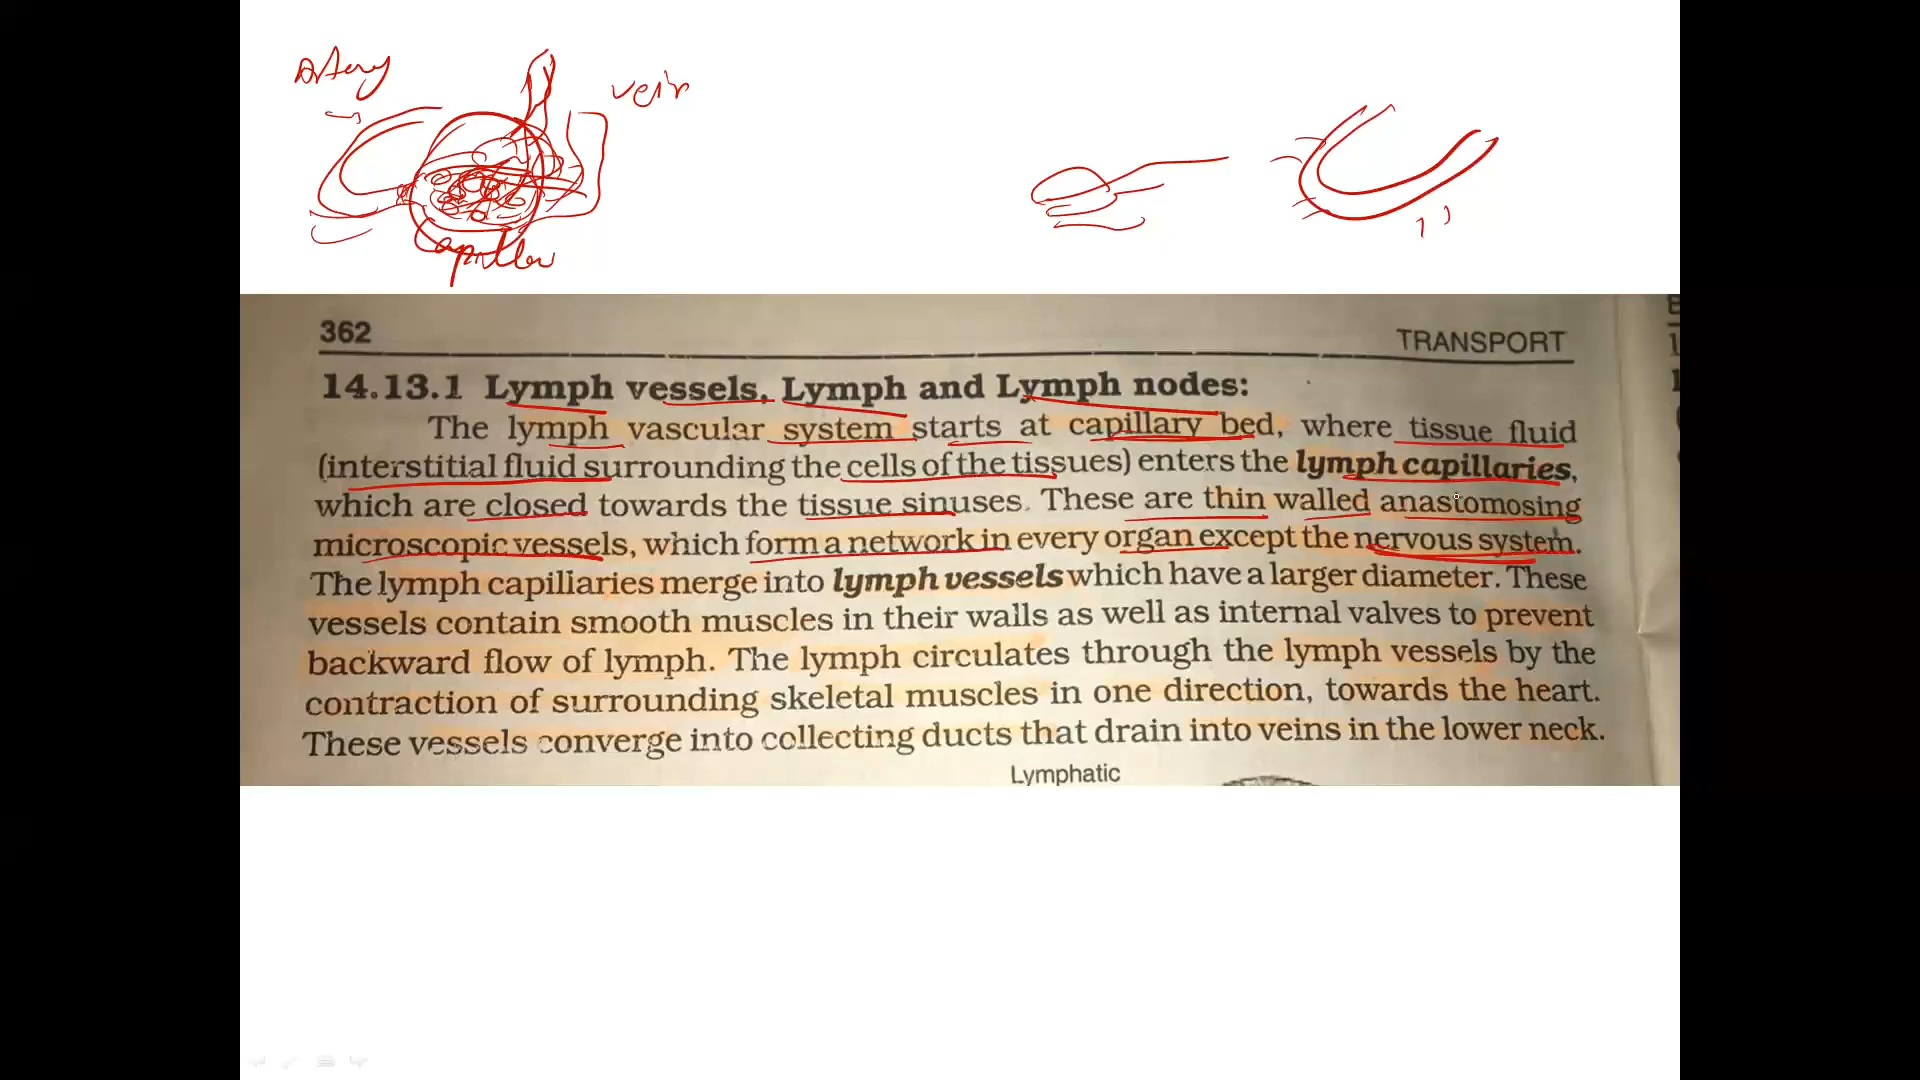 Artery
vein
Capillar
362
TRANSPORT
14.13.1 Lymph vessels, Lymph and Lymph nodes:
The lymph vascular system starts at capillary bed, where tissue fluid
(interstitial fluid surrounding the cells of the tissues) enters the lymph capillaries,
which are closed towards the tissue sinuses. These are thin walled anastomosing
microscopic vessels, which form a network in every organ except the nervous system.
The lymph capillaries merge into lymph vessels which have a larger diameter. These
vessels contain smooth muscles in their walls as well as internal valves to prevent
backward flow of lymph. The lymph circulates through the lymph vessels by the
contraction of surrounding skeletal muscles in one direction, towards the heart.
These vessels converge into collecting ducts that drain into veins in the lower neck.
Lymphatic